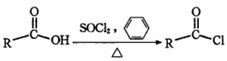 O
O
R-C
OH
SOCl₂,
△
R-C
Cl